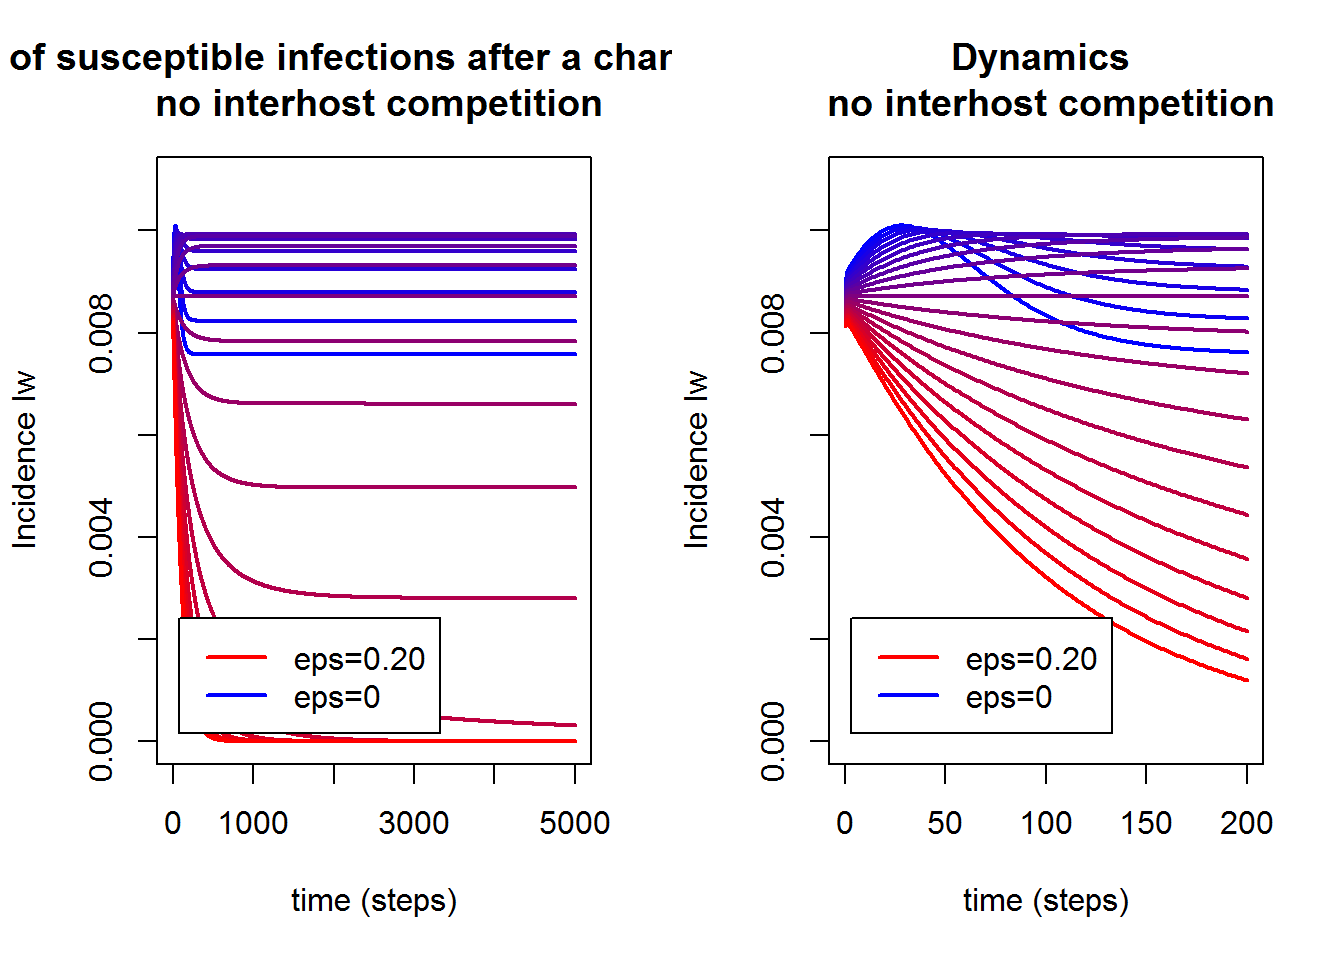 of susceptible infections after a char
no interhost competition
Incidence Iw
0.000
0.004
0.008
eps=0.20
eps=0
0
1000
3000
5000
time (steps)
Dynamics
no interhost competition
Incidence Iw
0.000
0.004
0.008
eps=0.20
eps=0
0
50
100
150
200
time (steps)